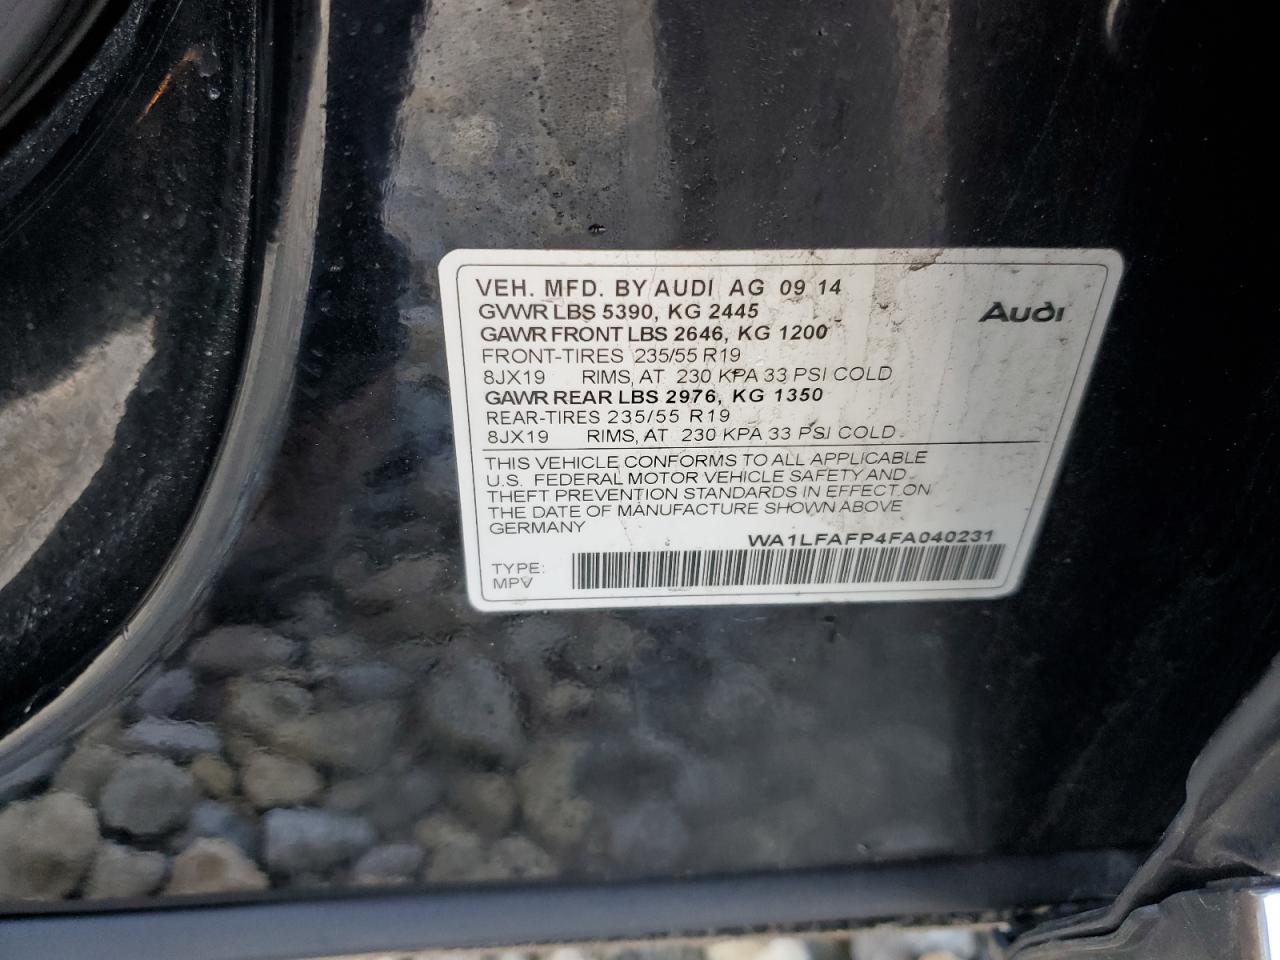 VEH. MFD. BY AUDI AG 09 14
GVWR LBS 5390, KG 2445
Audi
GAWR FRONT LBS 2646, KG 1200
FRONT-TIRES 235/55 R19
8JX19 RIMS, AT 230 KPA 33 PSI COLD
GAWR REAR LBS 2976, KG 1350
REAR-TIRES 235/55 R19
8JX19 RIMS, AT 230 KPA 33 PSI COLD
THIS VEHICLE CONFORMS TO ALL APPLICABLE
U.S. FEDERAL MOTOR VEHICLE SAFETY AND
THEFT PREVENTION STANDARDS IN EFFECT ON
THE DATE OF MANUFACTURE SHOWN ABOVE
GERMANY
WA1LFAFP4FA040231
TYPE:
MPV